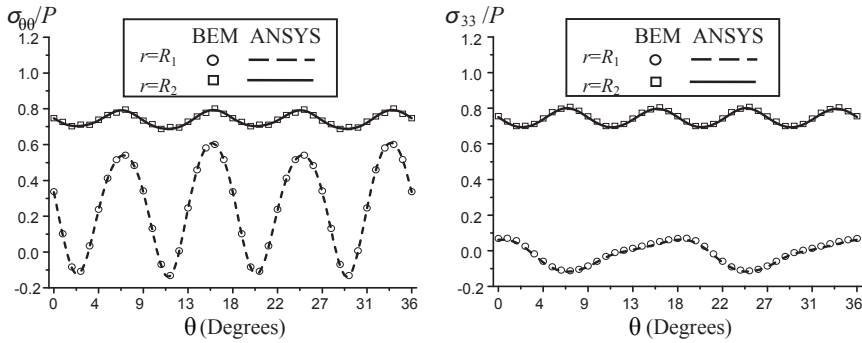 σθθ/P
BEM ANSYS
r=R1
r=R2
1.2
1.0
0.8
0.6
0.4
0.2
0.0
-0.2
0 4 9 13 18 22 27 31 36
θ (Degrees)
σ33/P
BEM ANSYS
r=R1
r=R2
1.2
1.0
0.8
0.6
0.4
0.2
0.0
-0.2
0 4 9 13 18 22 27 31 36
θ (Degrees)